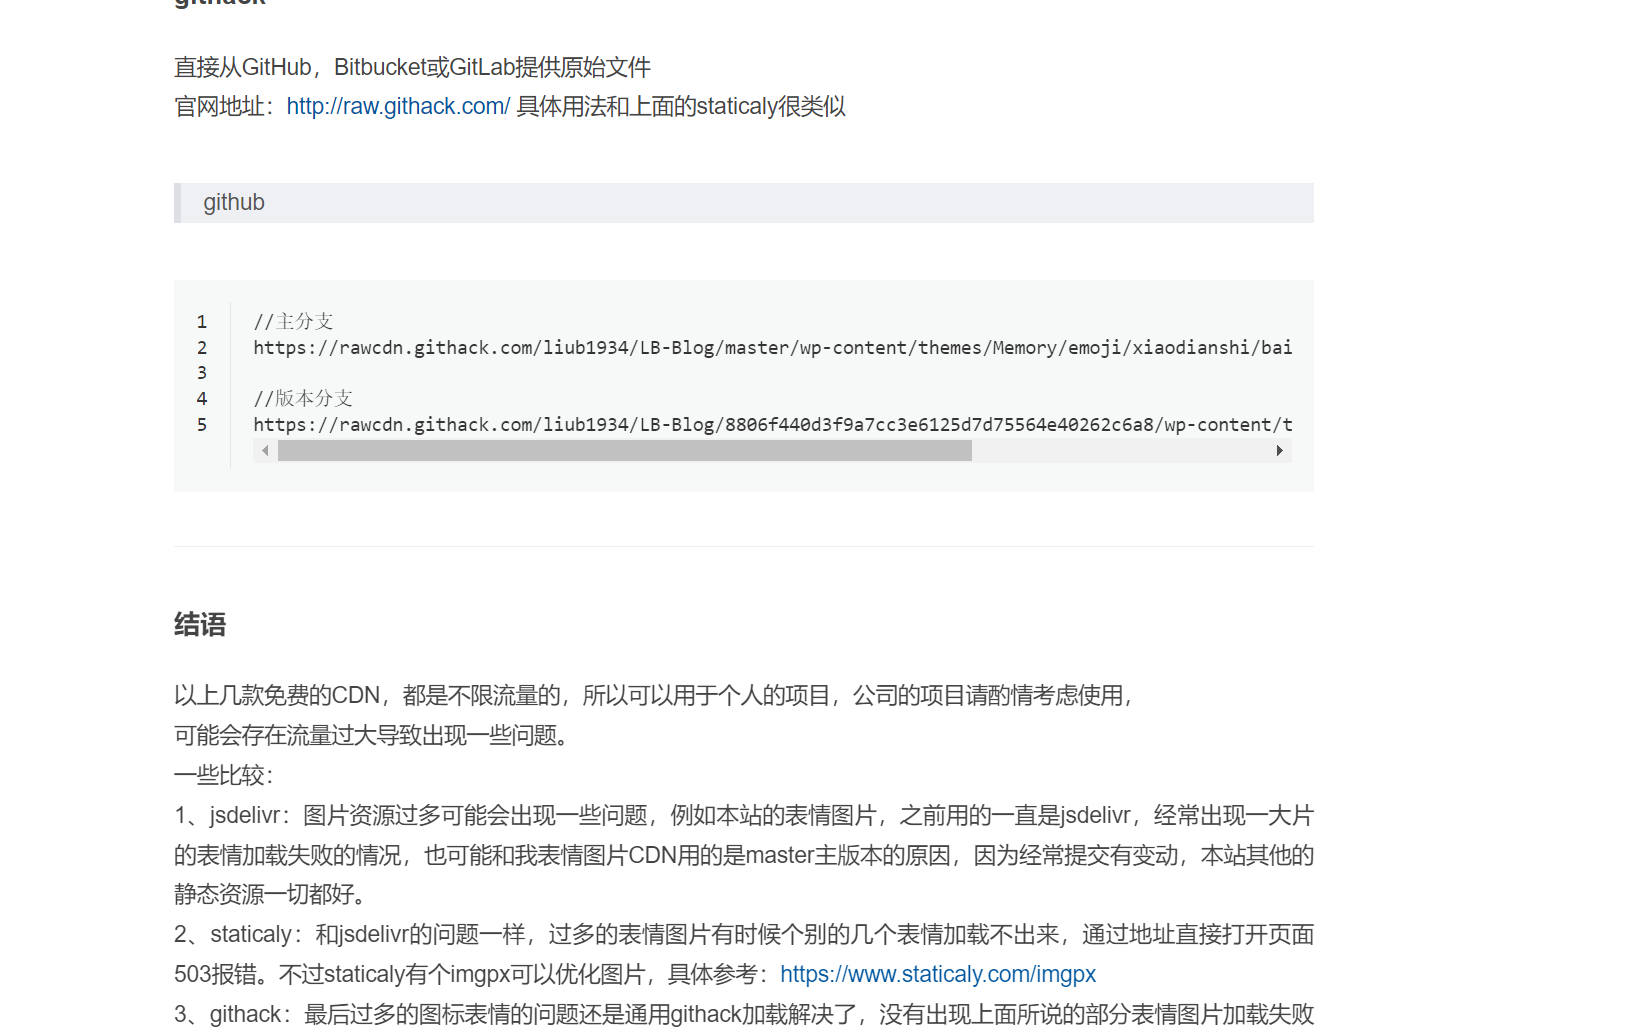 githack
直接从GitHub，Bitbucket或GitLab提供原始文件
官网地址：http://raw.githack.com/ 具体用法和上面的staticaly很类似
github
1 //主分支
2 https://rawcdn.githack.com/liub1934/LB-Blog/master/wp-content/themes/Memory/emoji/xiaodianshi/bai
3
4 //版本分支
5 https://rawcdn.githack.com/liub1934/LB-Blog/8806f440d3f9a7cc3e6125d7d75564e40262c6a8/wp-content/t
结语
以上几款免费的CDN，都是不限流量的，所以可以用于个人的项目，公司的项目请酌情考虑使用，
可能会存在流量过大导致出现一些问题。
一些比较：
1、jsdelivr：图片资源过多可能会出现一些问题，例如本站的表情图片，之前用的一直是jsdelivr，经常出现一大片
的表情加载失败的情况，也可能和我表情图片CDN用的是master主版本的原因，因为经常提交有变动，本站其他的
静态资源一切都好。
2、staticaly：和jsdelivr的问题一样，过多的表情图片有时候个别的几个表情加载不出来，通过地址直接打开页面
503报错。不过staticaly有个imgpx可以优化图片，具体参考：https://www.staticaly.com/imgpx
3、githack：最后过多的图标表情的问题还是通用githack加载解决了，没有出现上面所说的部分表情图片加载失败